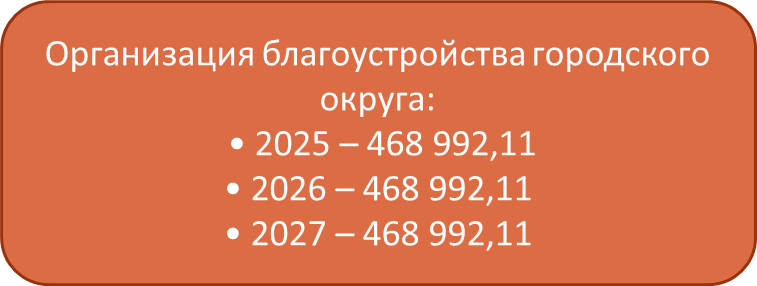 Организация благоустройства городского
округа:
• 2025 – 468 992,11
• 2026 – 468 992,11
• 2027 – 468 992,11